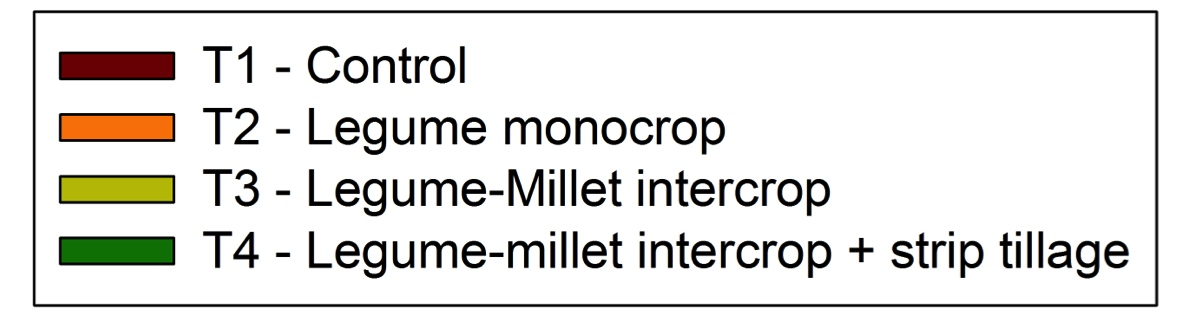 T1 - Control
T2 - Legume monocrop
T3 - Legume-Millet intercrop
T4 - Legume-millet intercrop + strip tillage